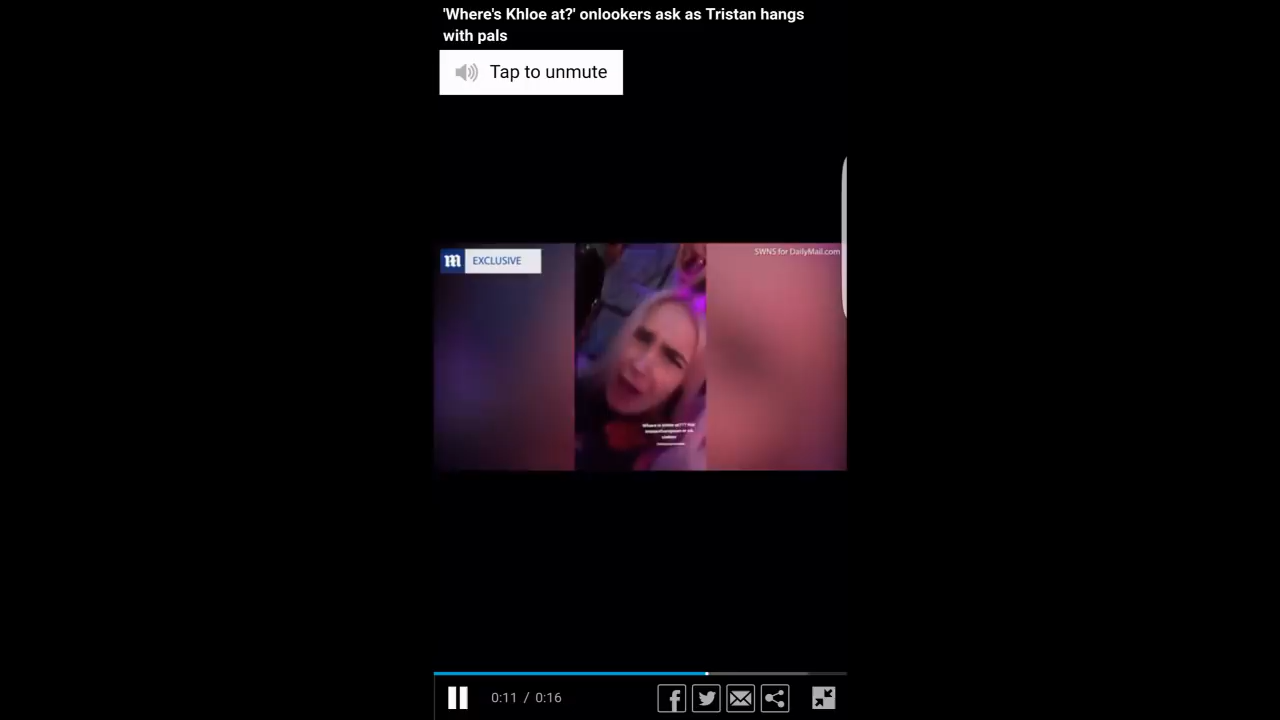 'Where's Khloe at?' onlookers ask as Tristan hangs
with pals
Tap to unmute
m EXCLUSIVE
SWNS for DailyMail.com
0:11 / 0:16